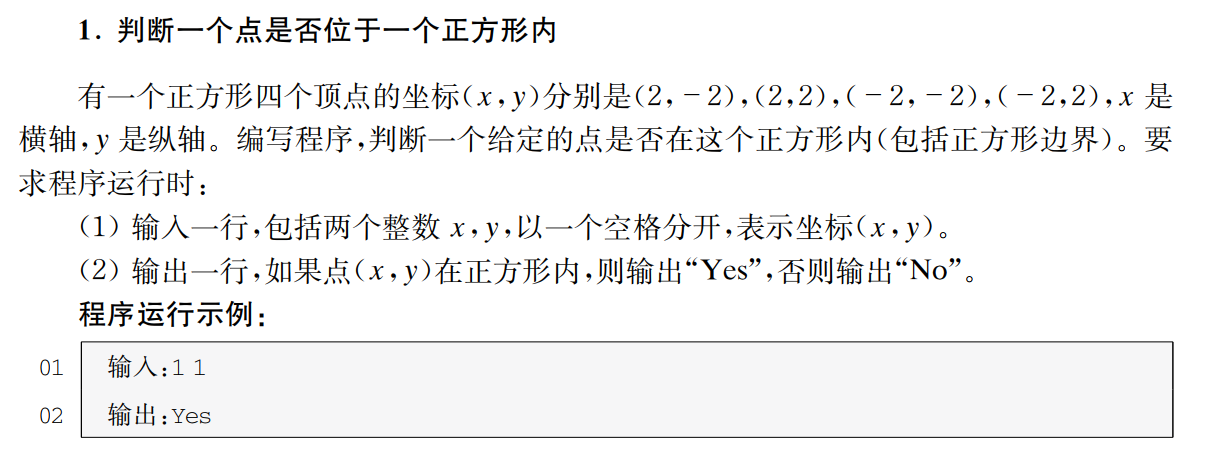 1. 判断一个点是否位于一个正方形内
有一个正方形四个顶点的坐标(x,y)分别是(2,-2),(2,2),(-2,-2),(-2,2),x 是
横轴,y 是纵轴。编写程序,判断一个给定的点是否在这个正方形内(包括正方形边界)。要
求程序运行时:
(1) 输入一行,包括两个整数 x,y,以一个空格分开,表示坐标(x,y)。
(2) 输出一行,如果点(x,y)在正方形内,则输出“Yes”,否则输出“No”。
程序运行示例:
01 输入:1 1
02 输出:Yes